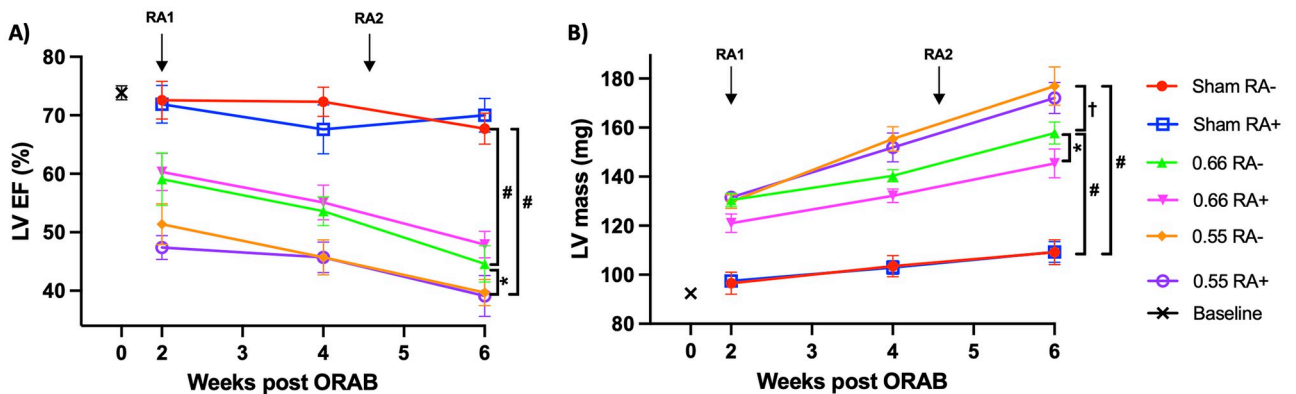 A)
RA1
RA2
80
70
60
50
40
LV EF (%)
#
#
*
0
2
3
4
5
6
Weeks post ORAB
B)
RA1
RA2
180
160
140
120
100
80
LV mass (mg)
†
*
#
#
0
2
3
4
5
6
Weeks post ORAB
Sham RA-
Sham RA+
0.66 RA-
0.66 RA+
0.55 RA-
0.55 RA+
Baseline